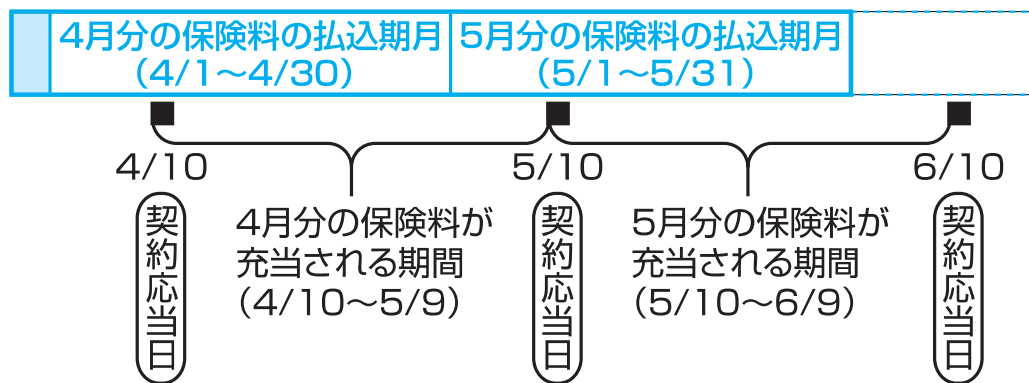 4月分の保険料の払込期月
（4/1～4/30）
5月分の保険料の払込期月
（5/1～5/31）
4/10
5/10
6/10
契約応当日
4月分の保険料が
充当される期間
（4/10～5/9）
契約応当日
5月分の保険料が
充当される期間
（5/10～6/9）
契約応当日